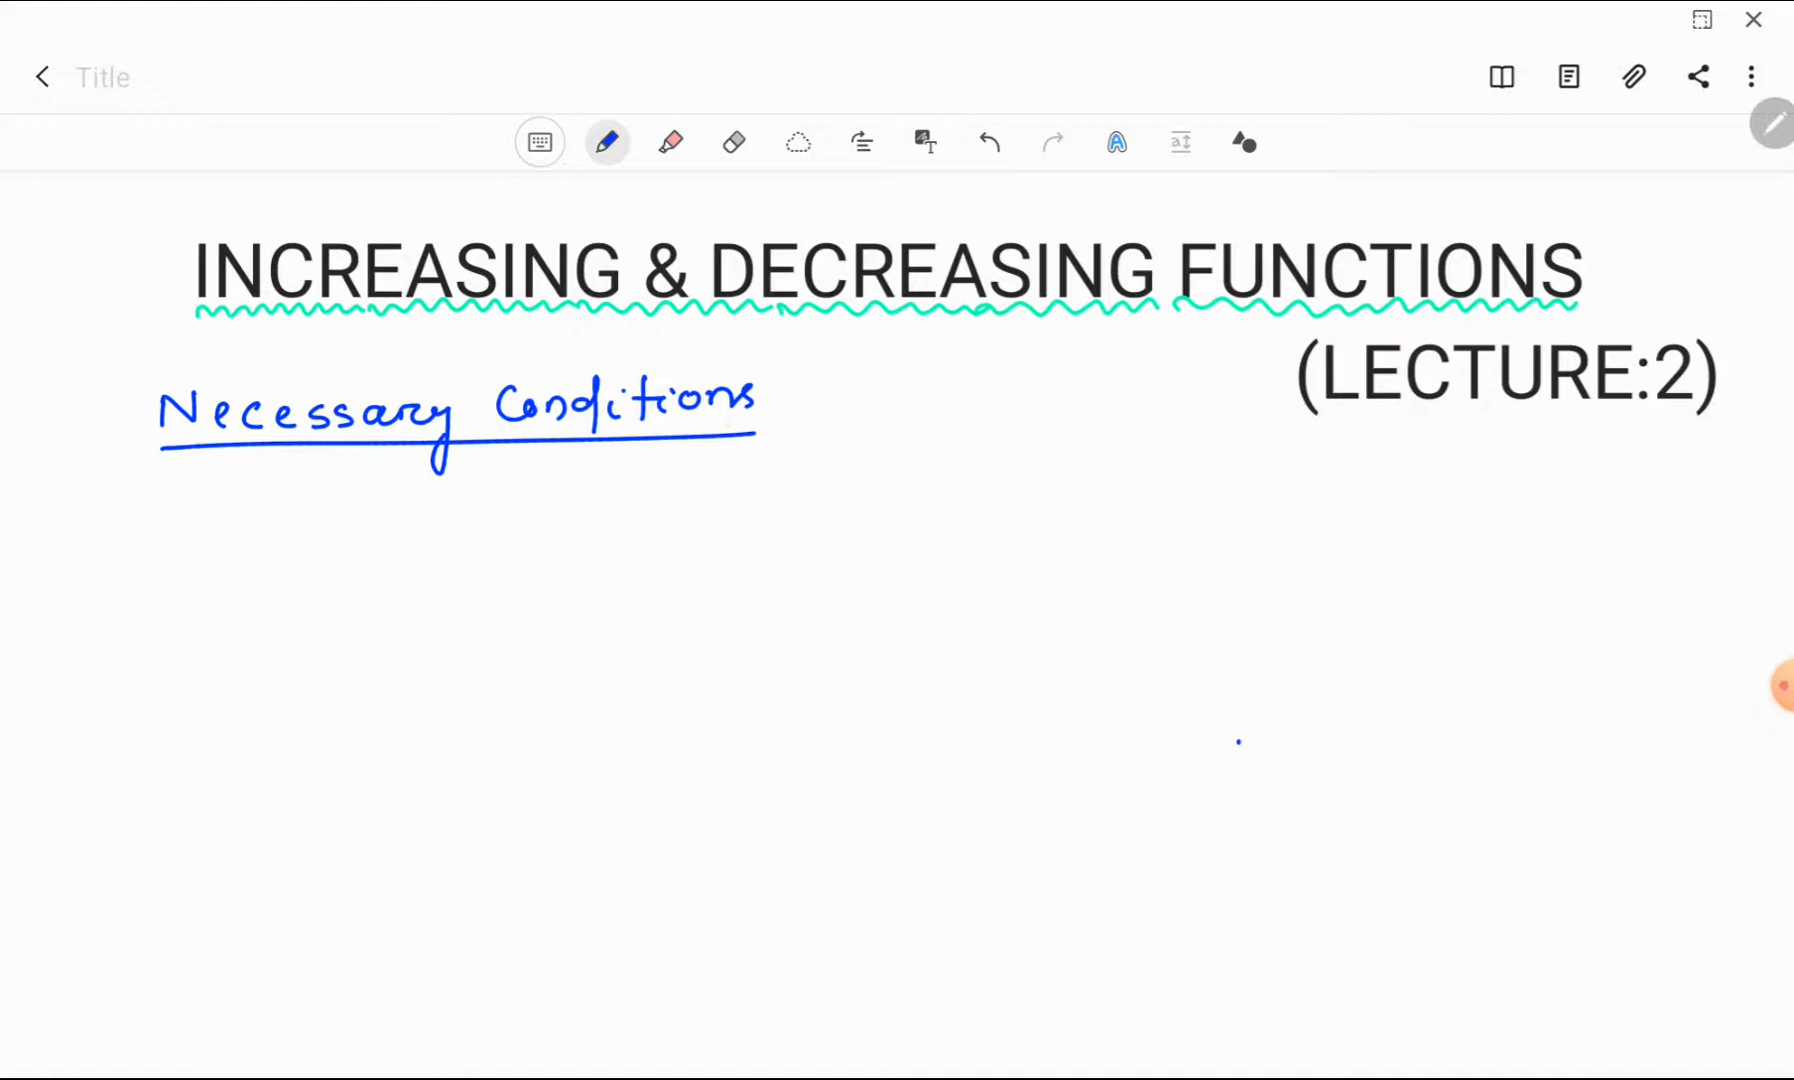 Title
INCREASING & DECREASING FUNCTIONS
(LECTURE:2)
Necessary Conditions